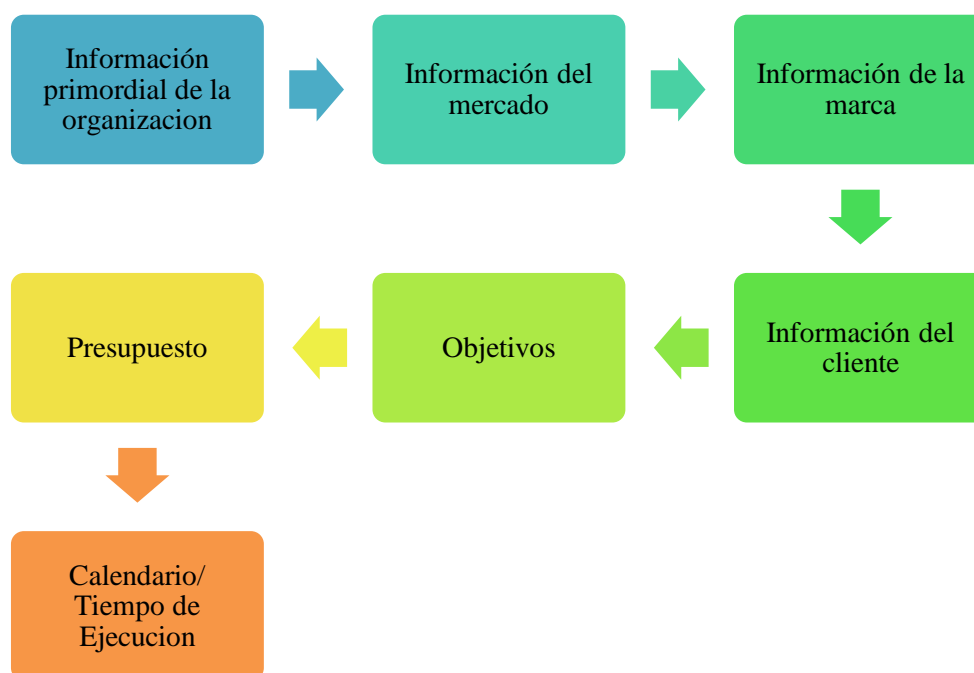 Información
primordial de la
organizacion
Información del
mercado
Información de la
marca
Información del
cliente
Objetivos
Presupuesto
Calendario/
Tiempo de
Ejecucion